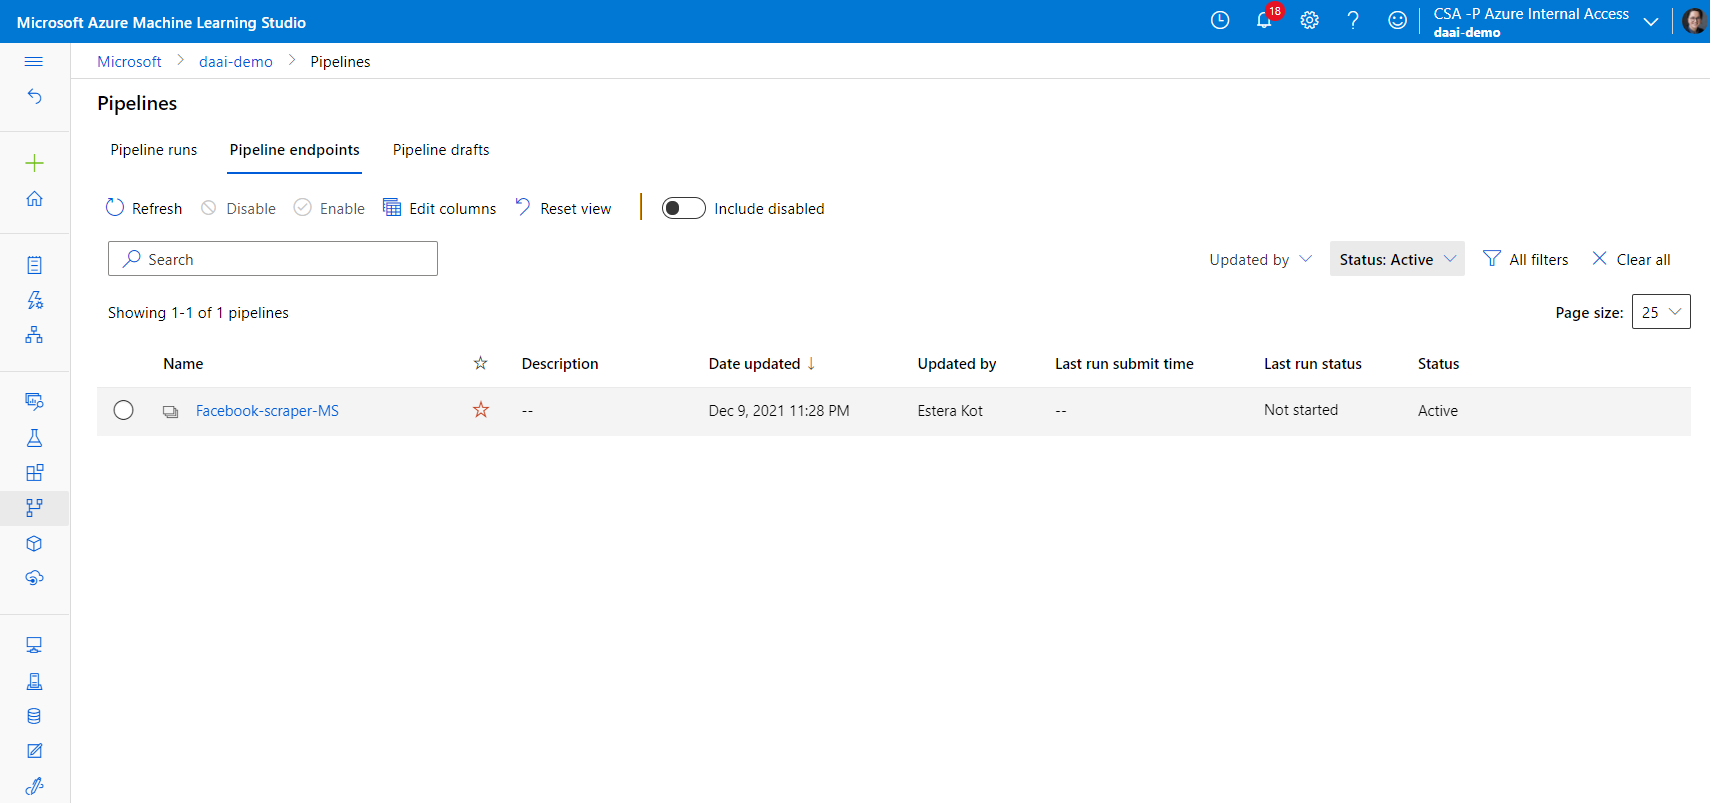 Microsoft Azure Machine Learning Studio
18
CSA -P Azure Internal Access
daai-demo
Microsoft > daai-demo > Pipelines
Pipelines
Pipeline runs Pipeline endpoints Pipeline drafts
Refresh Disable Enable Edit columns Reset view Include disabled
Search Updated by Status: Active All filters Clear all
Showing 1-1 of 1 pipelines Page size: 25
Name Description Date updated ↓ Updated by Last run submit time Last run status Status
Facebook-scraper-MS -- Dec 9, 2021 11:28 PM Estera Kot -- Not started Active